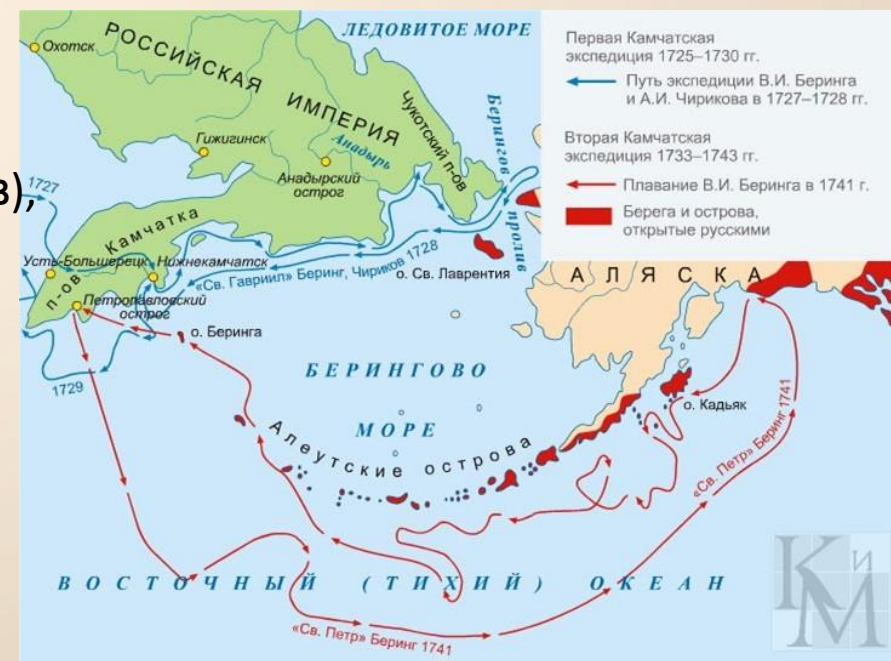 в),
ЛЕДОВИТОЕ МОРЕ
Первая Камчатская
экспедиция 1725–1730 гг.
Путь экспедиции В.И. Беринга
и А.И. Чирикова в 1727–1728 гг.
Вторая Камчатская
экспедиция 1733–1743 гг.
Плавание В.И. Беринга в 1741 г.
Берега и острова,
открытые русскими
Охотск
РОССИЙСКАЯ ИМПЕРИЯ
Чукотский п-ов
Берингов пролив
Гижигинск
Анадырь
Анадырский
острог
1727
п-ов Камчатка
Усть-Большерецк
Нижнекамчатск
«Св. Гавриил» Беринг, Чириков 1728
о. Св. Лаврентия
АЛЯСКА
Петропавловский
острог
о. Беринга
1729
БЕРИНГОВО
МОРЕ
о. Кадьяк
Алеутские острова
«Св. Петр» Беринг 1741
ВОСТОЧНЫЙ (ТИХИЙ) ОКЕАН
«Св. Петр» Беринг 1741
КиМ